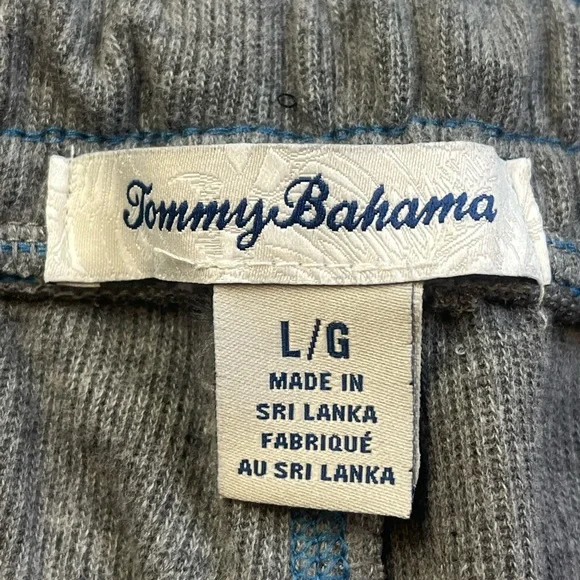 Tommy Bahama
L/G
MADE IN
SRI LANKA
FABRIQUÉ
AU SRI LANKA